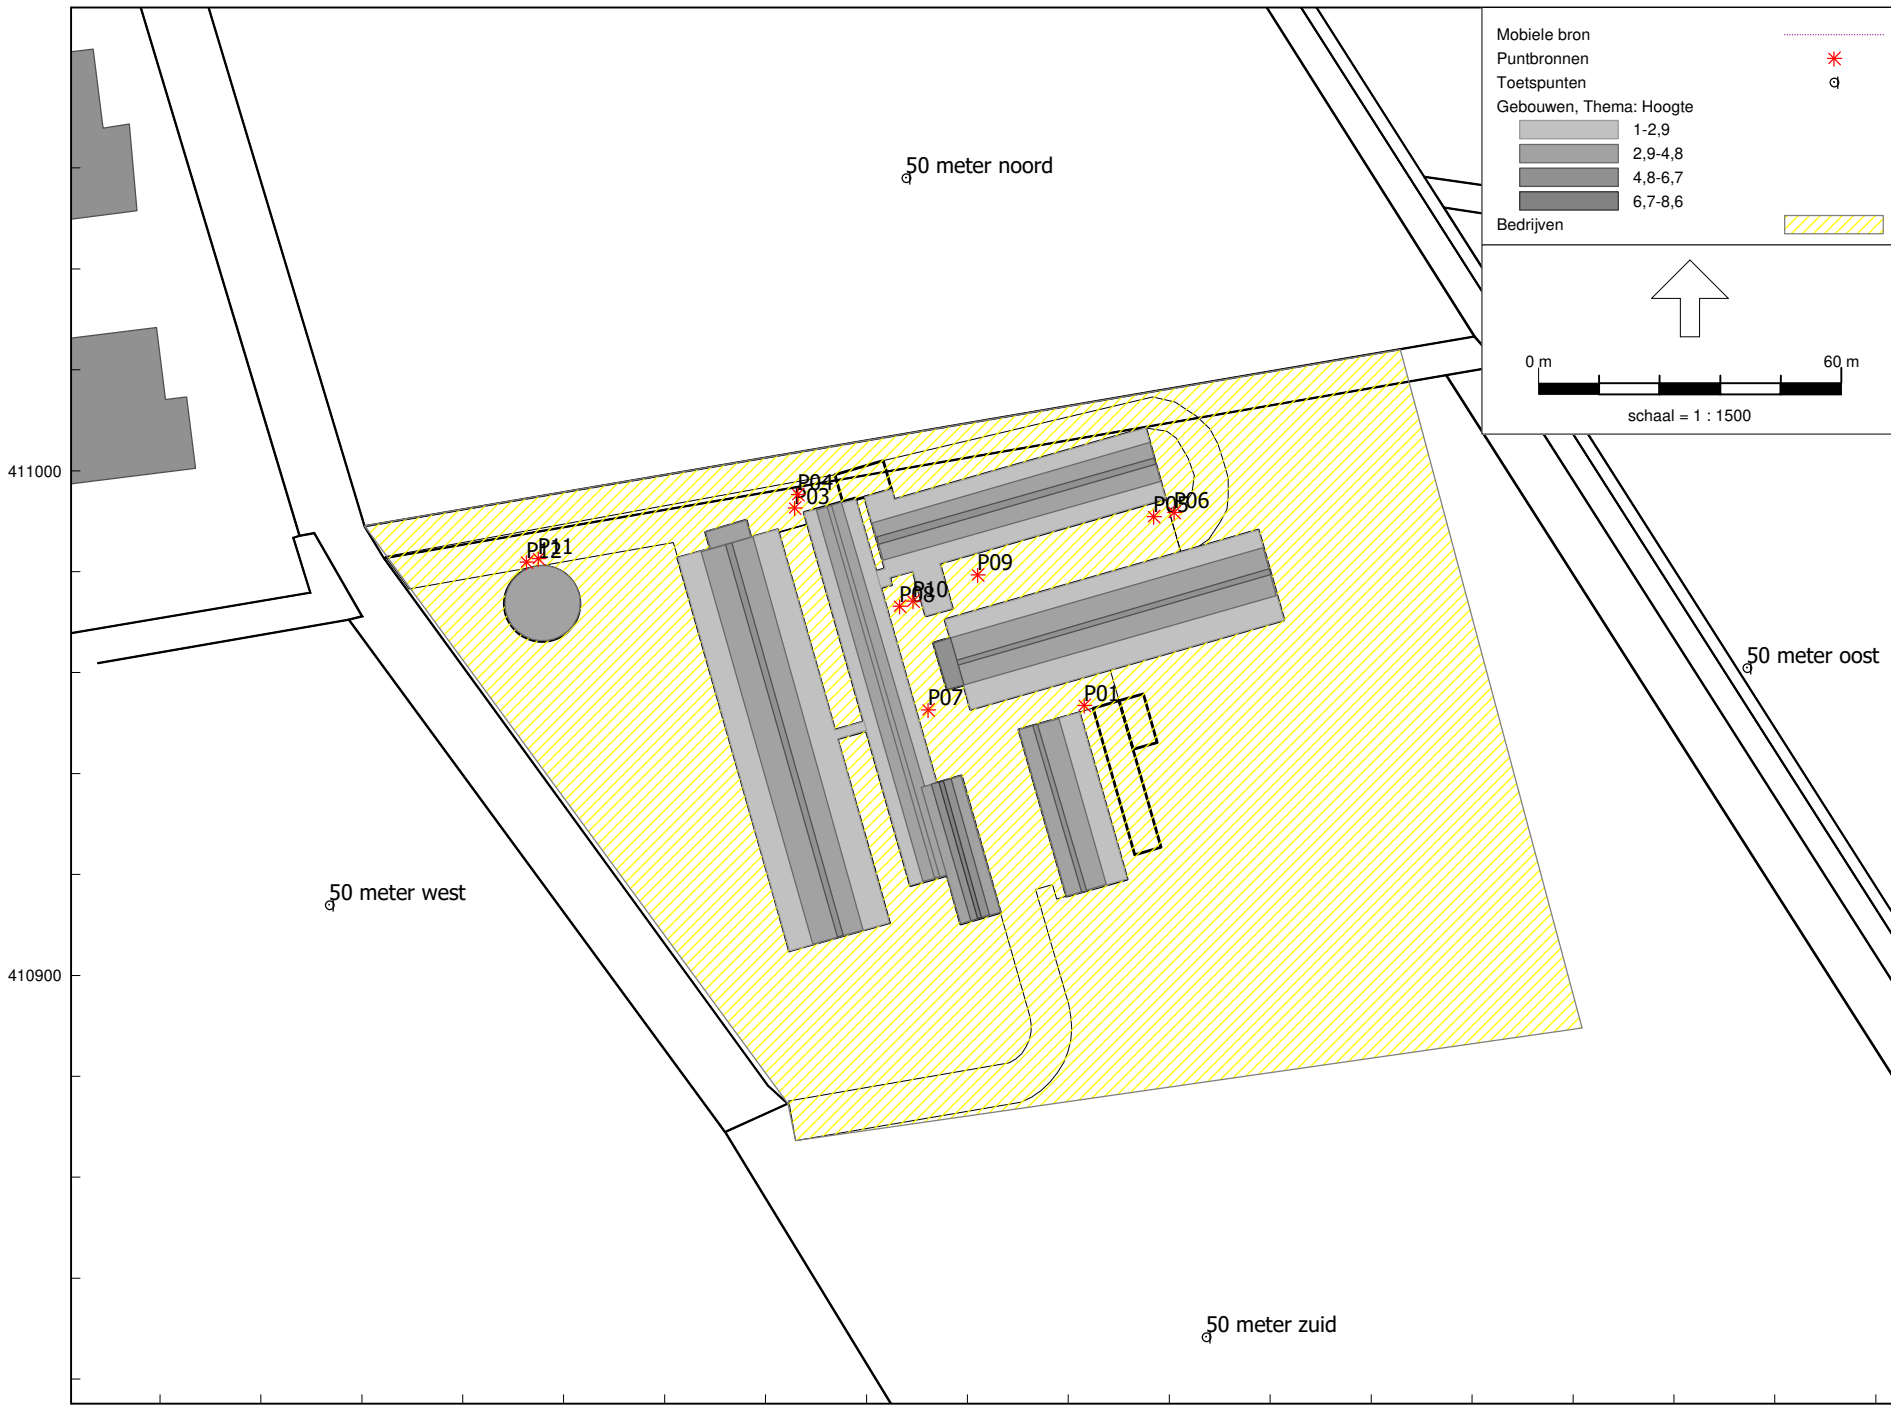 Mobiele bron
Puntbronnen
Toetspunten
Gebouwen, Thema: Hoogte
1-2,9
2,9-4,8
4,8-6,7
6,7-8,6
Bedrijven
0 m 60 m
schaal = 1 : 1500
50 meter noord
411000
P04
P03
P05
P06
P12
P11
P09
P08
P10
50 meter oost
P07
P01
50 meter west
410900
50 meter zuid